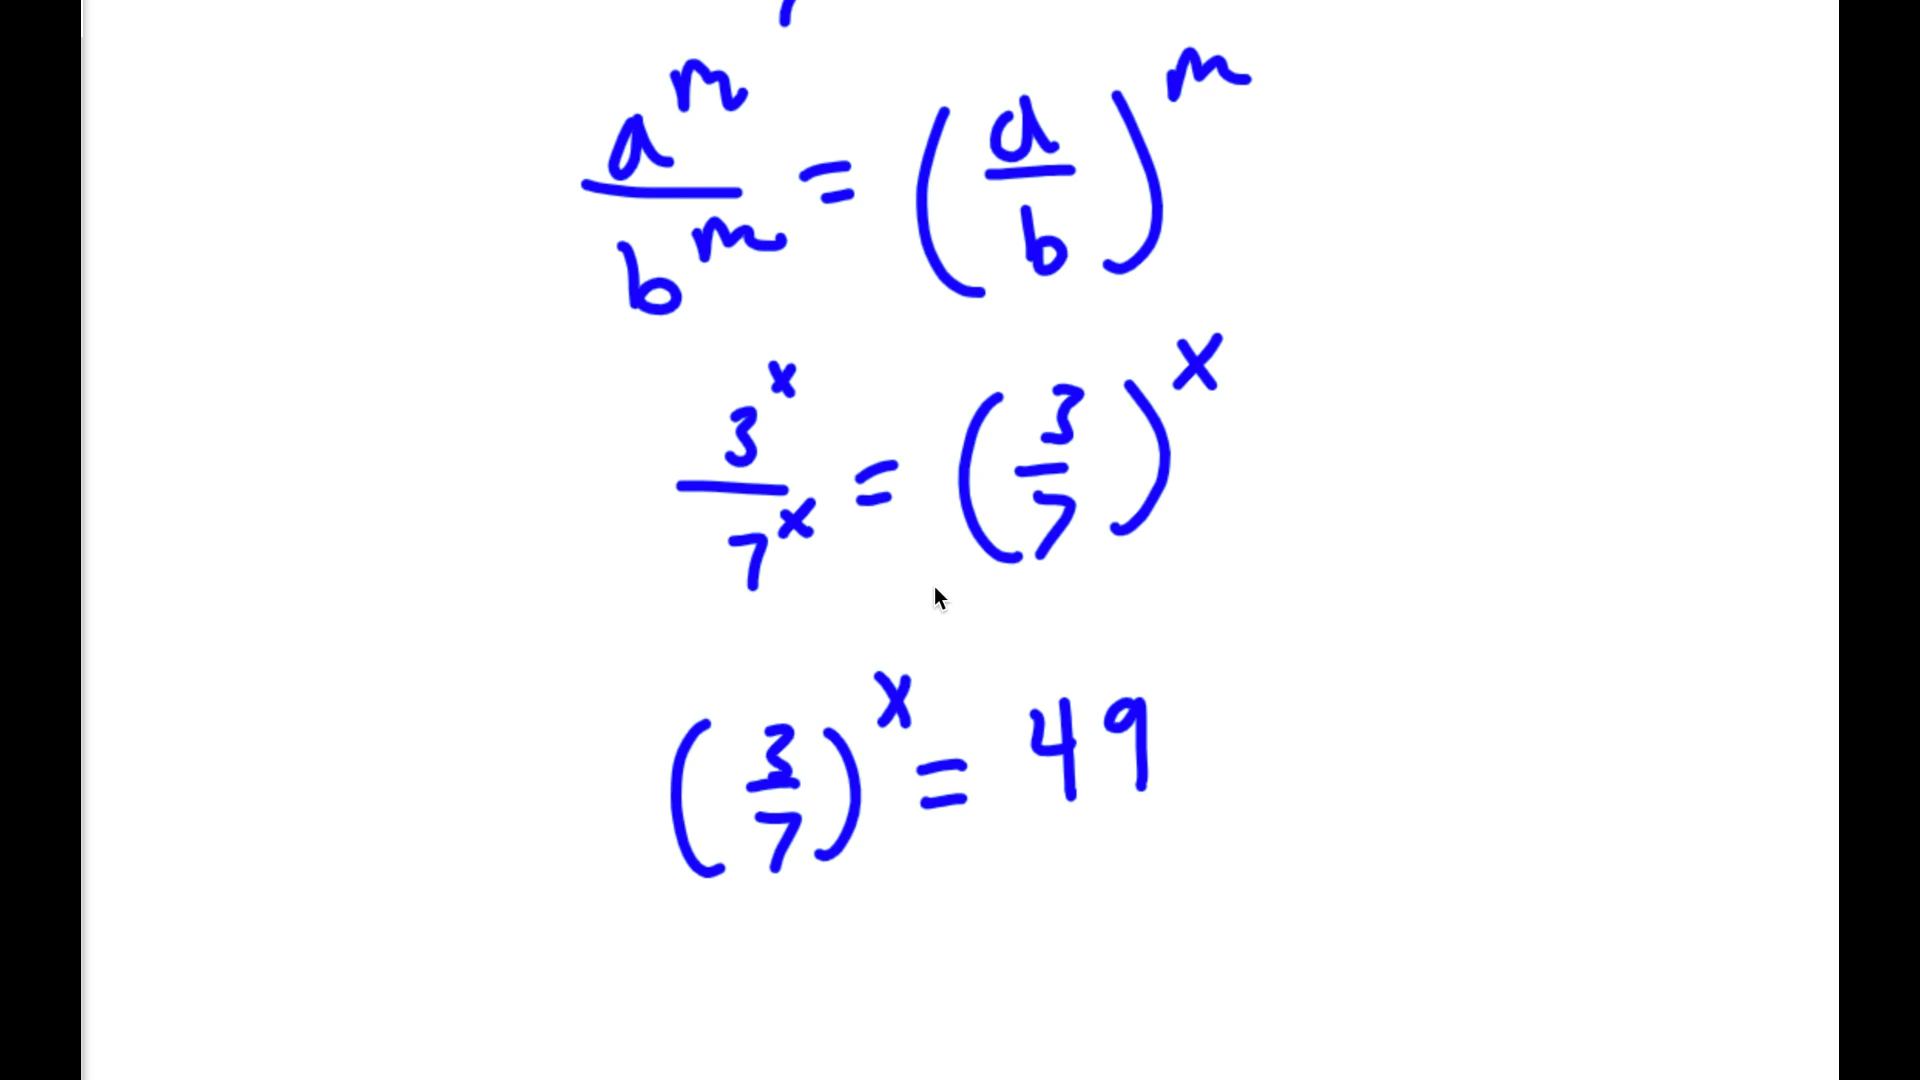 a^m / b^m = (a/b)^m
3^x / 7^x = (3/7)^x
(3/7)^x = 49